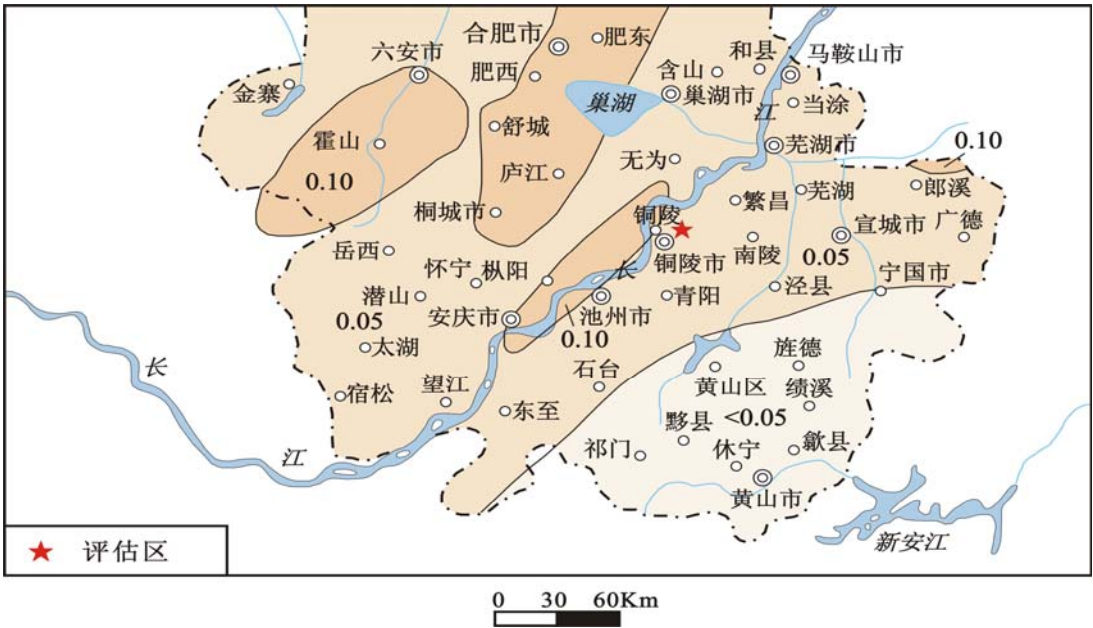 合肥市
肥东
六安市
肥西
金寨
和县
马鞍山市
含山
巢湖
巢湖市
当涂
江
舒城
霍山
芜湖市
0.10
无为
庐江
0.10
芜湖
郎溪
繁昌
桐城市
铜陵
宣城市
广德
岳西
铜陵市
南陵
0.05
长
怀宁
枞阳
宁国市
潜山
青阳
泾县
安庆市
池州市
0.05
0.10
太湖
旌德
长
石台
黄山区
绩溪
宿松
望江
东至
<0.05
黟县
江
祁门
休宁
歙县
黄山市
新安江
评估区
0 30 60Km